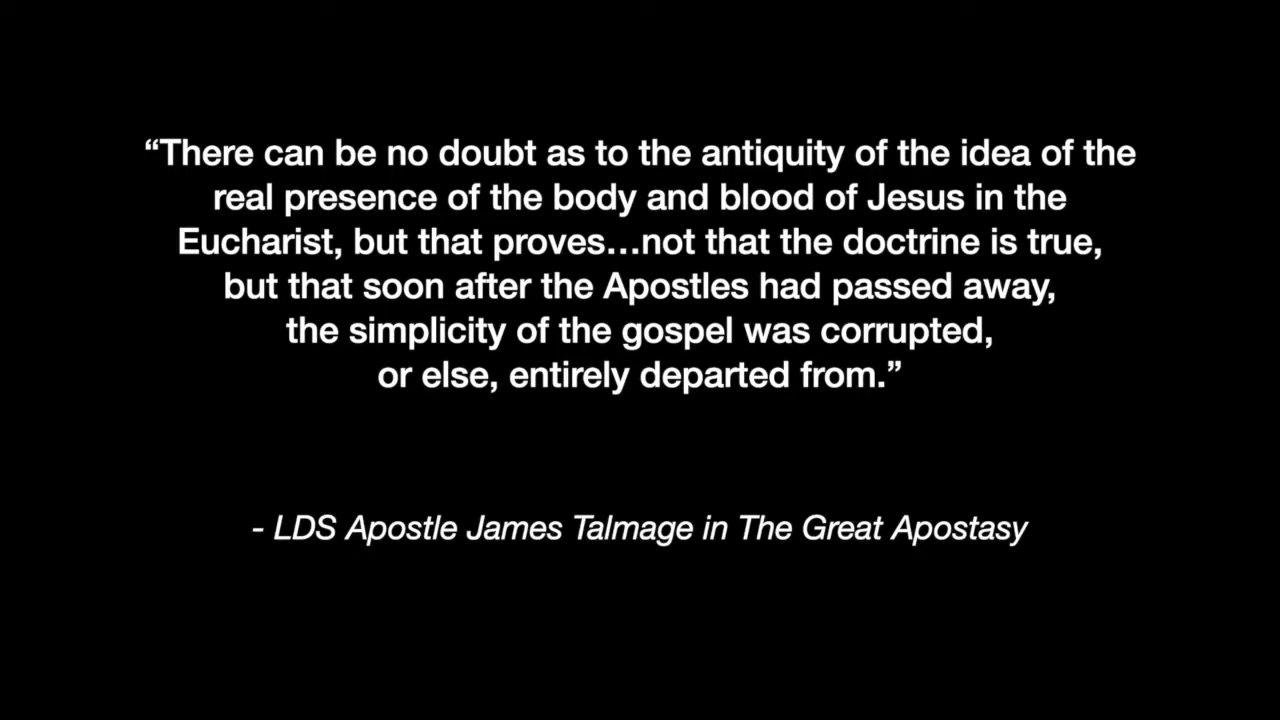 “There can be no doubt as to the antiquity of the idea of the
real presence of the body and blood of Jesus in the
Eucharist, but that proves…not that the doctrine is true,
but that soon after the Apostles had passed away,
the simplicity of the gospel was corrupted,
or else, entirely departed from.”
- LDS Apostle James Talmage in The Great Apostasy